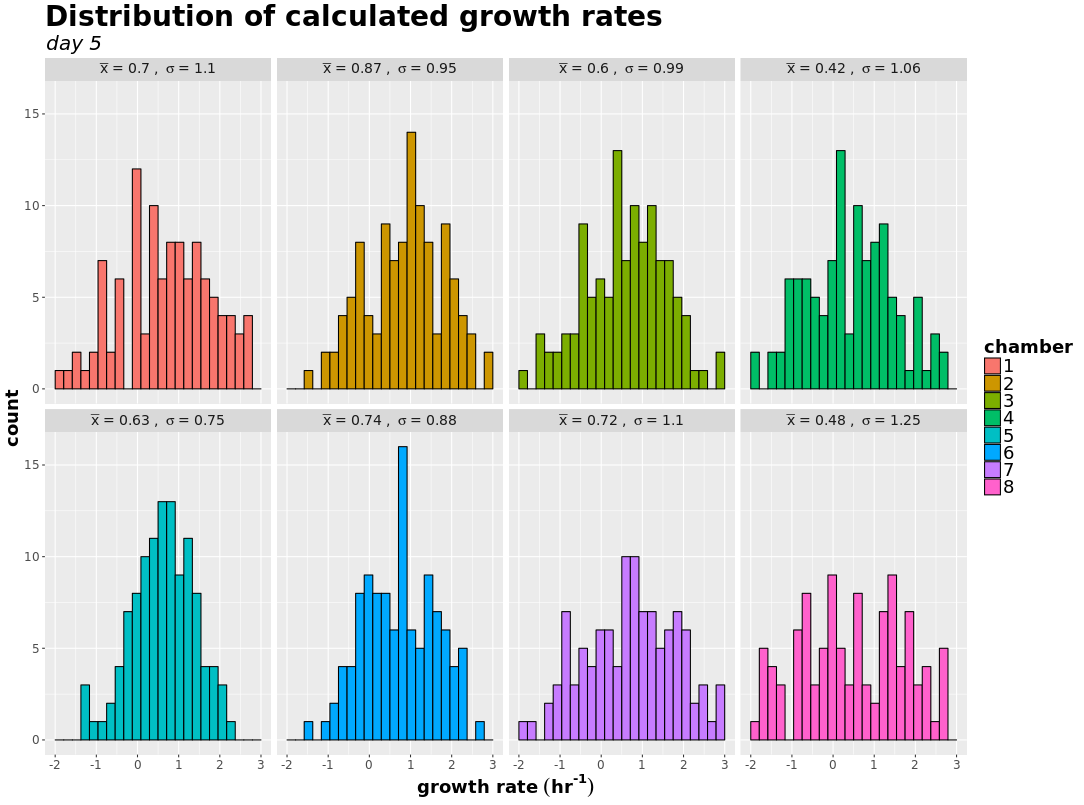 Distribution of calculated growth rates
day 5
x̅ = 0.7 , σ = 1.1
x̅ = 0.87 , σ = 0.95
x̅ = 0.6 , σ = 0.99
x̅ = 0.42 , σ = 1.06
15
10
5
0
count
x̅ = 0.63 , σ = 0.75
x̅ = 0.74 , σ = 0.88
x̅ = 0.72 , σ = 1.1
x̅ = 0.48 , σ = 1.25
15
10
5
0
-2 -1 0 1 2 3
-2 -1 0 1 2 3
-2 -1 0 1 2 3
-2 -1 0 1 2 3
growth rate (hr⁻¹)
chamber
1
2
3
4
5
6
7
8